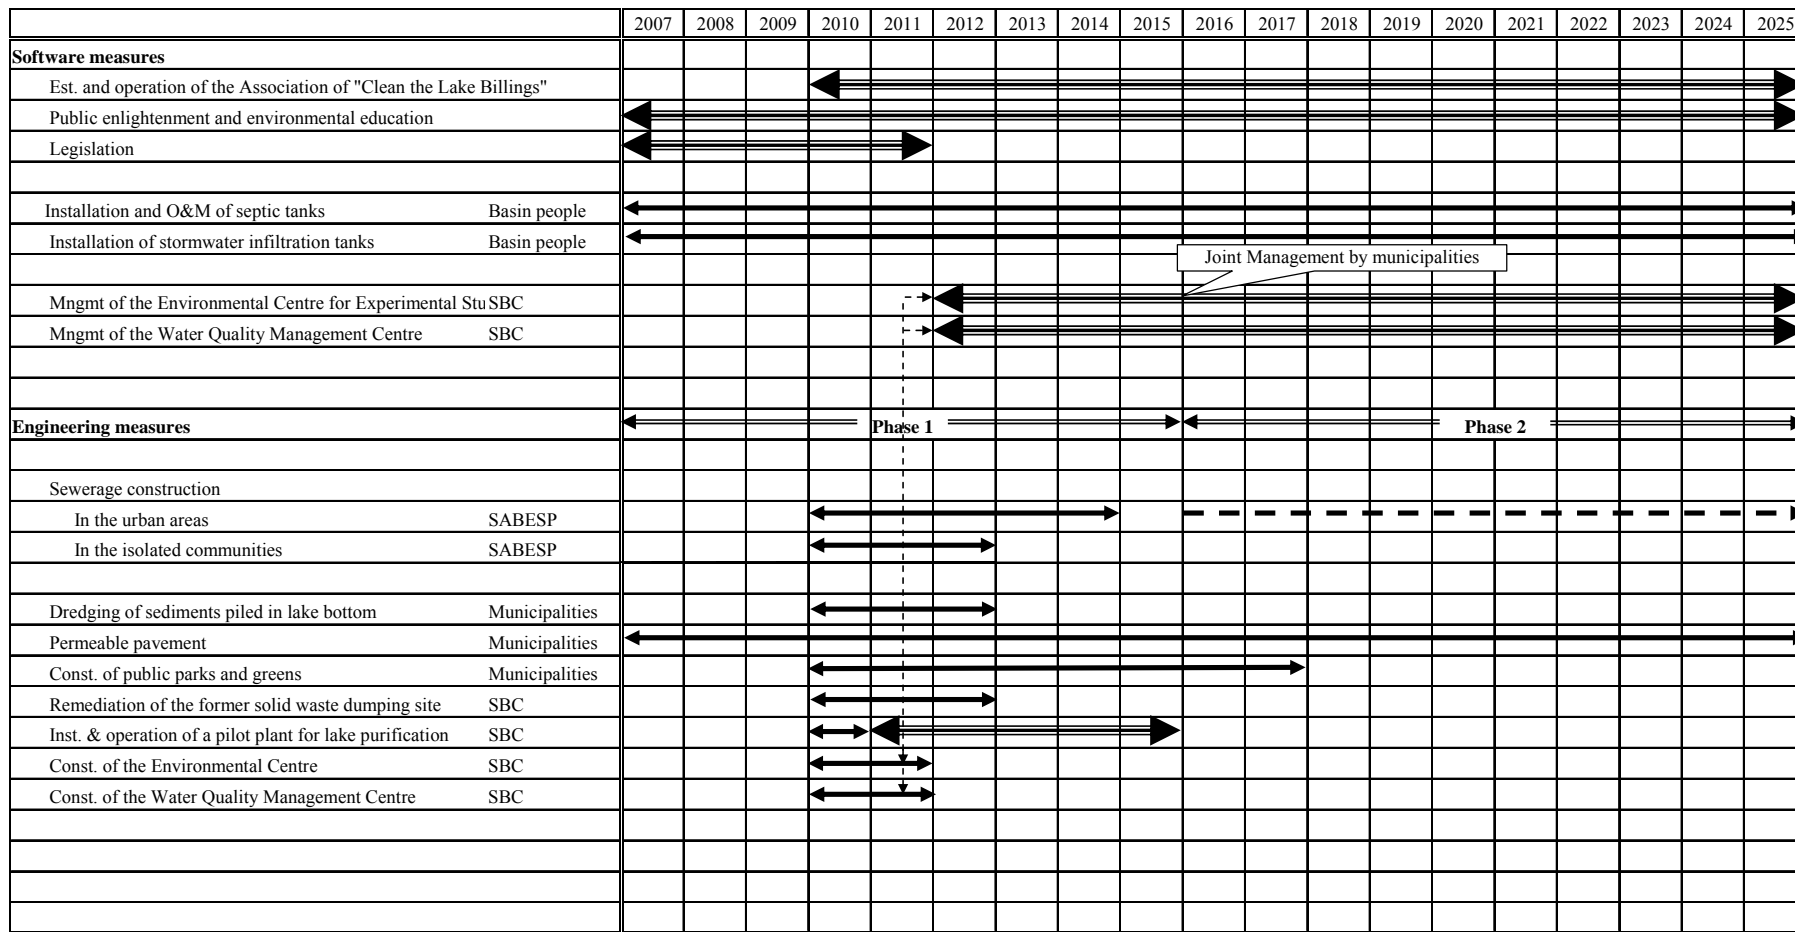 2007 2008 2009 2010 2011 2012 2013 2014 2015 2016 2017 2018 2019 2020 2021 2022 2023 2024 2025
Software measures
Est. and operation of the Association of "Clean the Lake Billings"
Public enlightenment and environmental education
Legislation
Installation and O&M of septic tanks Basin people
Installation of stormwater infiltration tanks Basin people
Joint Management by municipalities
Mngmt of the Environmental Centre for Experimental Stu SBC
Mngmt of the Water Quality Management Centre SBC
Engineering measures Phase 1 Phase 2
Sewerage construction
In the urban areas SABESP
In the isolated communities SABESP
Dredging of sediments piled in lake bottom Municipalities
Permeable pavement Municipalities
Const. of public parks and greens Municipalities
Remediation of the former solid waste dumping site SBC
Inst. & operation of a pilot plant for lake purification SBC
Const. of the Environmental Centre SBC
Const. of the Water Quality Management Centre SBC